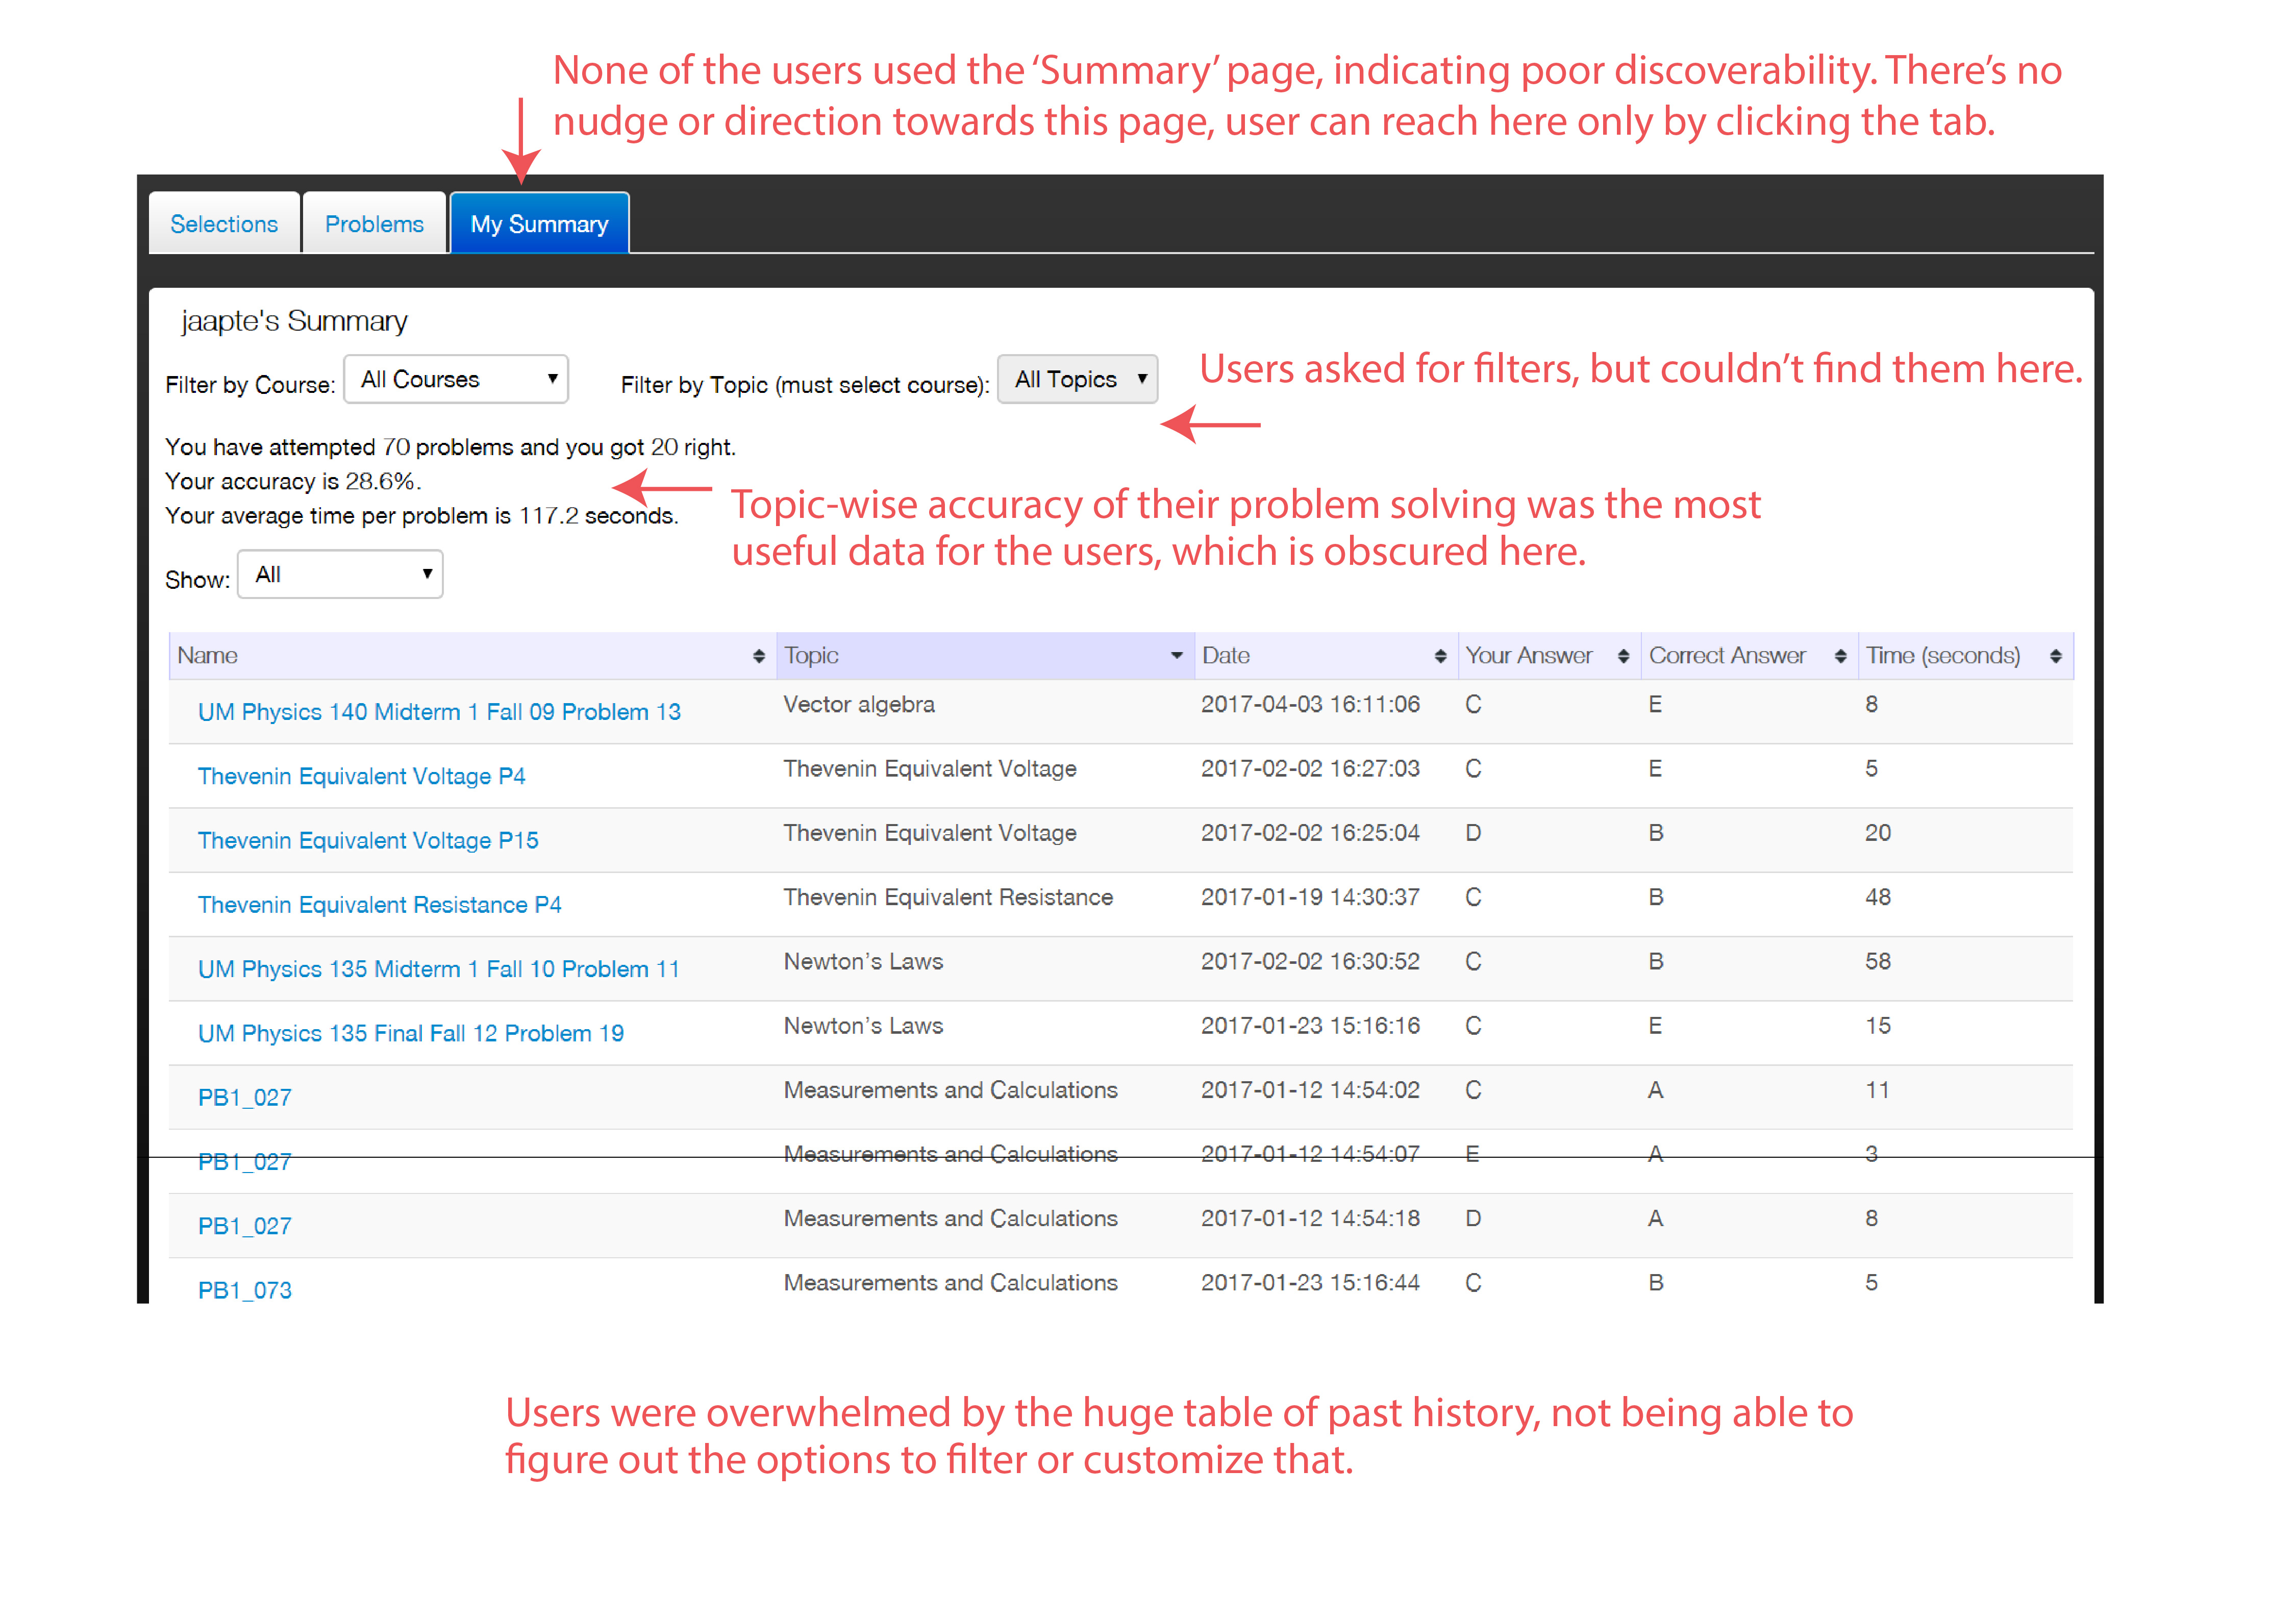 None of the users used the ‘Summary’ page, indicating poor discoverability. There’s no
nudge or direction towards this page, user can reach here only by clicking the tab.
Selections Problems My Summary
jaapte's Summary
Filter by Course: All Courses Filter by Topic (must select course): All Topics
Users asked for filters, but couldn’t find them here.
You have attempted 70 problems and you got 20 right.
Your accuracy is 28.6%.
Your average time per problem is 117.2 seconds.
Topic-wise accuracy of their problem solving was the most
useful data for the users, which is obscured here.
Show: All
Name Topic Date Your Answer Correct Answer Time (seconds)
UM Physics 140 Midterm 1 Fall 09 Problem 13 Vector algebra 2017-04-03 16:11:06 C E 8
Thevenin Equivalent Voltage P4 Thevenin Equivalent Voltage 2017-02-02 16:27:03 C E 5
Thevenin Equivalent Voltage P15 Thevenin Equivalent Voltage 2017-02-02 16:25:04 D B 20
Thevenin Equivalent Resistance P4 Thevenin Equivalent Resistance 2017-01-19 14:30:37 C B 48
UM Physics 135 Midterm 1 Fall 10 Problem 11 Newton’s Laws 2017-02-02 16:30:52 C B 58
UM Physics 135 Final Fall 12 Problem 19 Newton’s Laws 2017-01-23 15:16:16 C E 15
PB1_027 Measurements and Calculations 2017-01-12 14:54:02 C A 11
PB1_027 Measurements and Calculations 2017-01-12 14:54:07 E A 3
PB1_027 Measurements and Calculations 2017-01-12 14:54:18 D A 8
PB1_073 Measurements and Calculations 2017-01-23 15:16:44 C B 5
Users were overwhelmed by the huge table of past history, not being able to
figure out the options to filter or customize that.